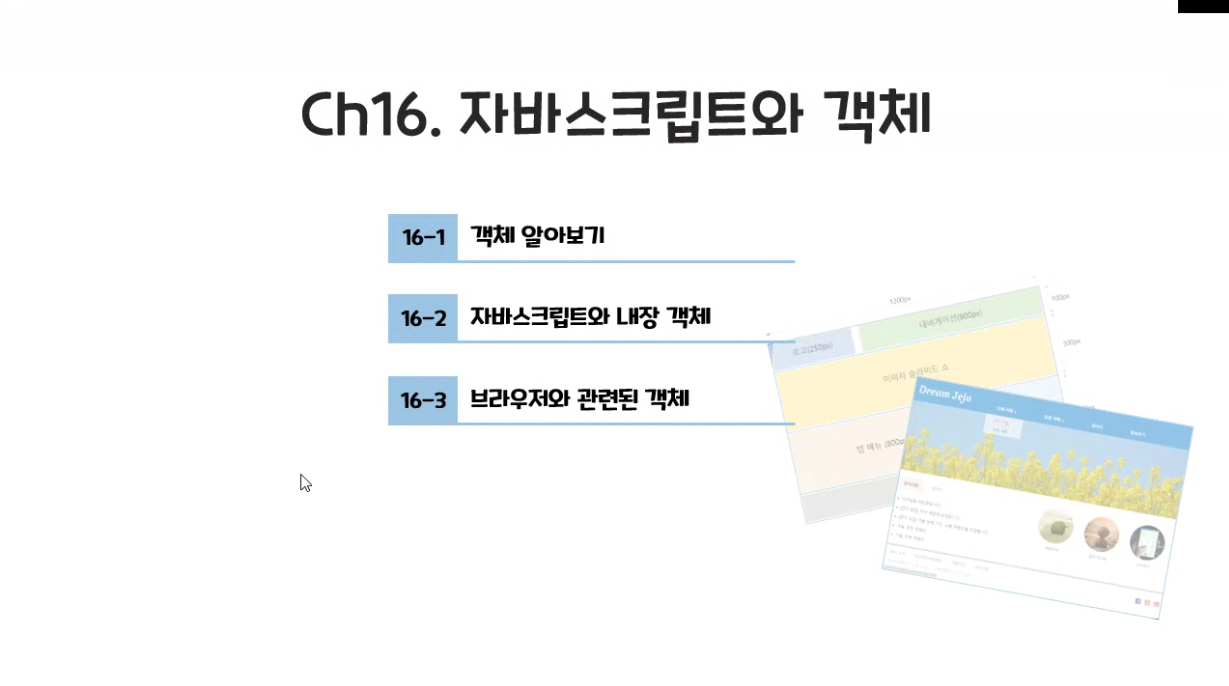 Ch16. 자바스크립트와 객체
16-1 객체 알아보기
16-2 자바스크립트와 내장 객체
16-3 브라우저와 관련된 객체
1200px
100px
내비게이션(900px)
로고(250px)
300px
이미지 슬라이드 쇼
Dream Jeju
탭 메뉴